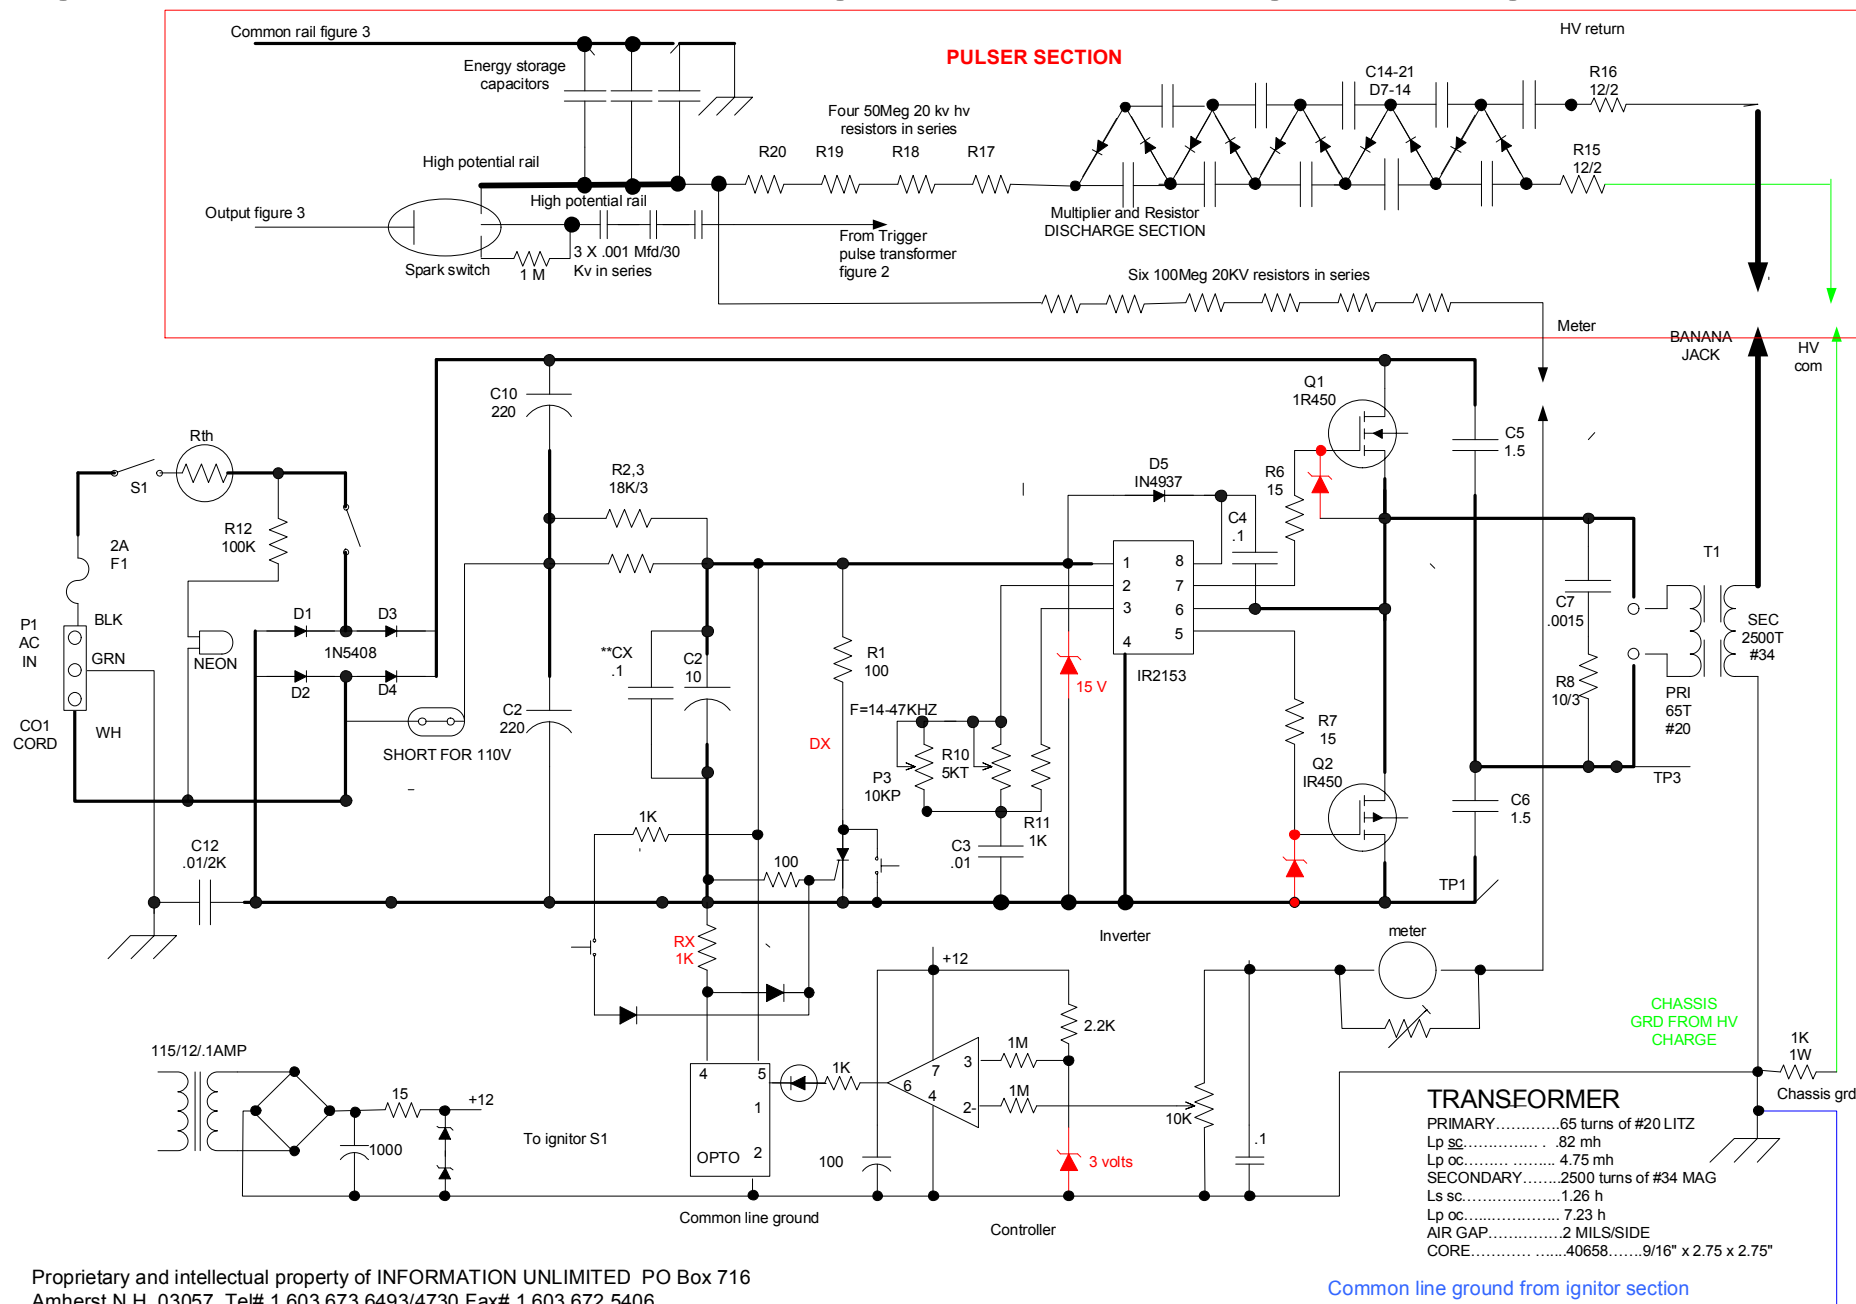 Common rail figure 3
HV return
PULSER SECTION
Energy storage
capacitors
C14-21
D7-14
R16
12/2
Four 50Meg 20 kv hv
resistors in series
High potential rail
R20
R19
R18
R17
R15
12/2
High potential rail
Output figure 3
Multiplier and Resistor
DISCHARGE SECTION
From Trigger
pulse transformer
figure 2
3 X .001 Mfd/30
Kv in series
Spark switch
1 M
Six 100Meg 20KV resistors in series
Meter
BANANA
JACK
HV
com
C10
220
Q1
1R450
Rth
S1
C5
1.5
R2,3
18K/3
D5
IN4937
R6
15
C4
.1
R12
100K
2A
F1
T1
1
2
3
4
8
7
6
5
IR2153
C7
.0015
P1
AC
IN
BLK
GRN
D1
D3
1N5408
D2
D4
NEON
SEC
2500T
#34
**CX
.1
C2
10
R1
100
15 V
R8
10/3
PRI
65T
#20
C2
220
F=14-47KHZ
CO1
CORD
WH
SHORT FOR 110V
DX
R10
5KT
P3
10KP
R7
15
Q2
IR450
TP3
C6
1.5
1K
R11
1K
C12
.01/2K
100
C3
.01
TP1
Inverter
meter
RX
1K
+12
CHASSIS
GRD FROM HV
CHARGE
2.2K
1K
1W
115/12/.1AMP
4
5
1
2
OPTO
1K
7
6
4
3
2-
1M
1M
10K
Chassis grd
15
+12
1000
To ignitor S1
100
3 volts
.1
Common line ground
Controller
TRANSFORMER
PRIMARY............65 turns of #20 LITZ
Lp sc.............. . .82 mh
Lp oc......... ......... 4.75 mh
SECONDARY.......2500 turns of #34 MAG
Ls sc...................1.26 h
Lp oc................... 7.23 h
AIR GAP..............2 MILS/SIDE
CORE............ .......40658.......9/16" x 2.75 x 2.75"
Proprietary and intellectual property of INFORMATION UNLIMITED PO Box 716
Amherst N.H. 03057 Tel# 1 603 673 6493/4730 Fax# 1 603 672 5406
Common line ground from ignitor section